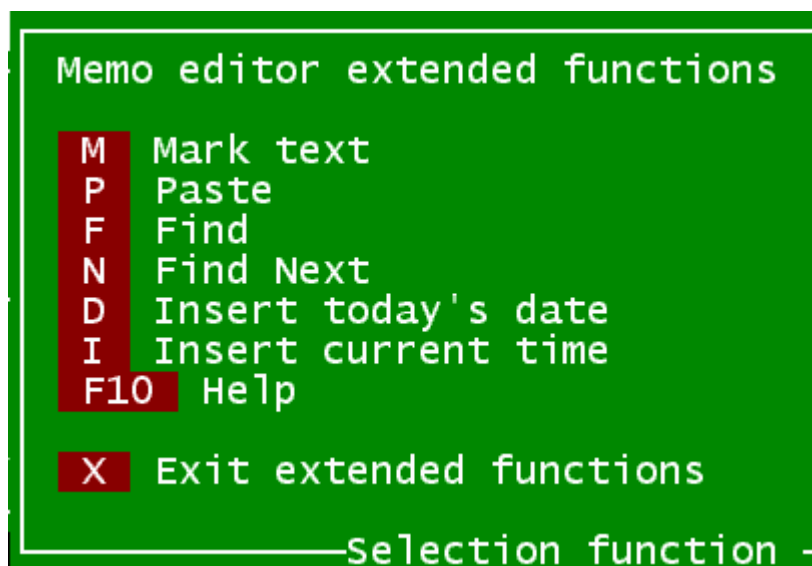 Memo editor extended functions
M Mark text
P Paste
F Find
N Find Next
D Insert today's date
I Insert current time
F10 Help
X Exit extended functions
Selection function